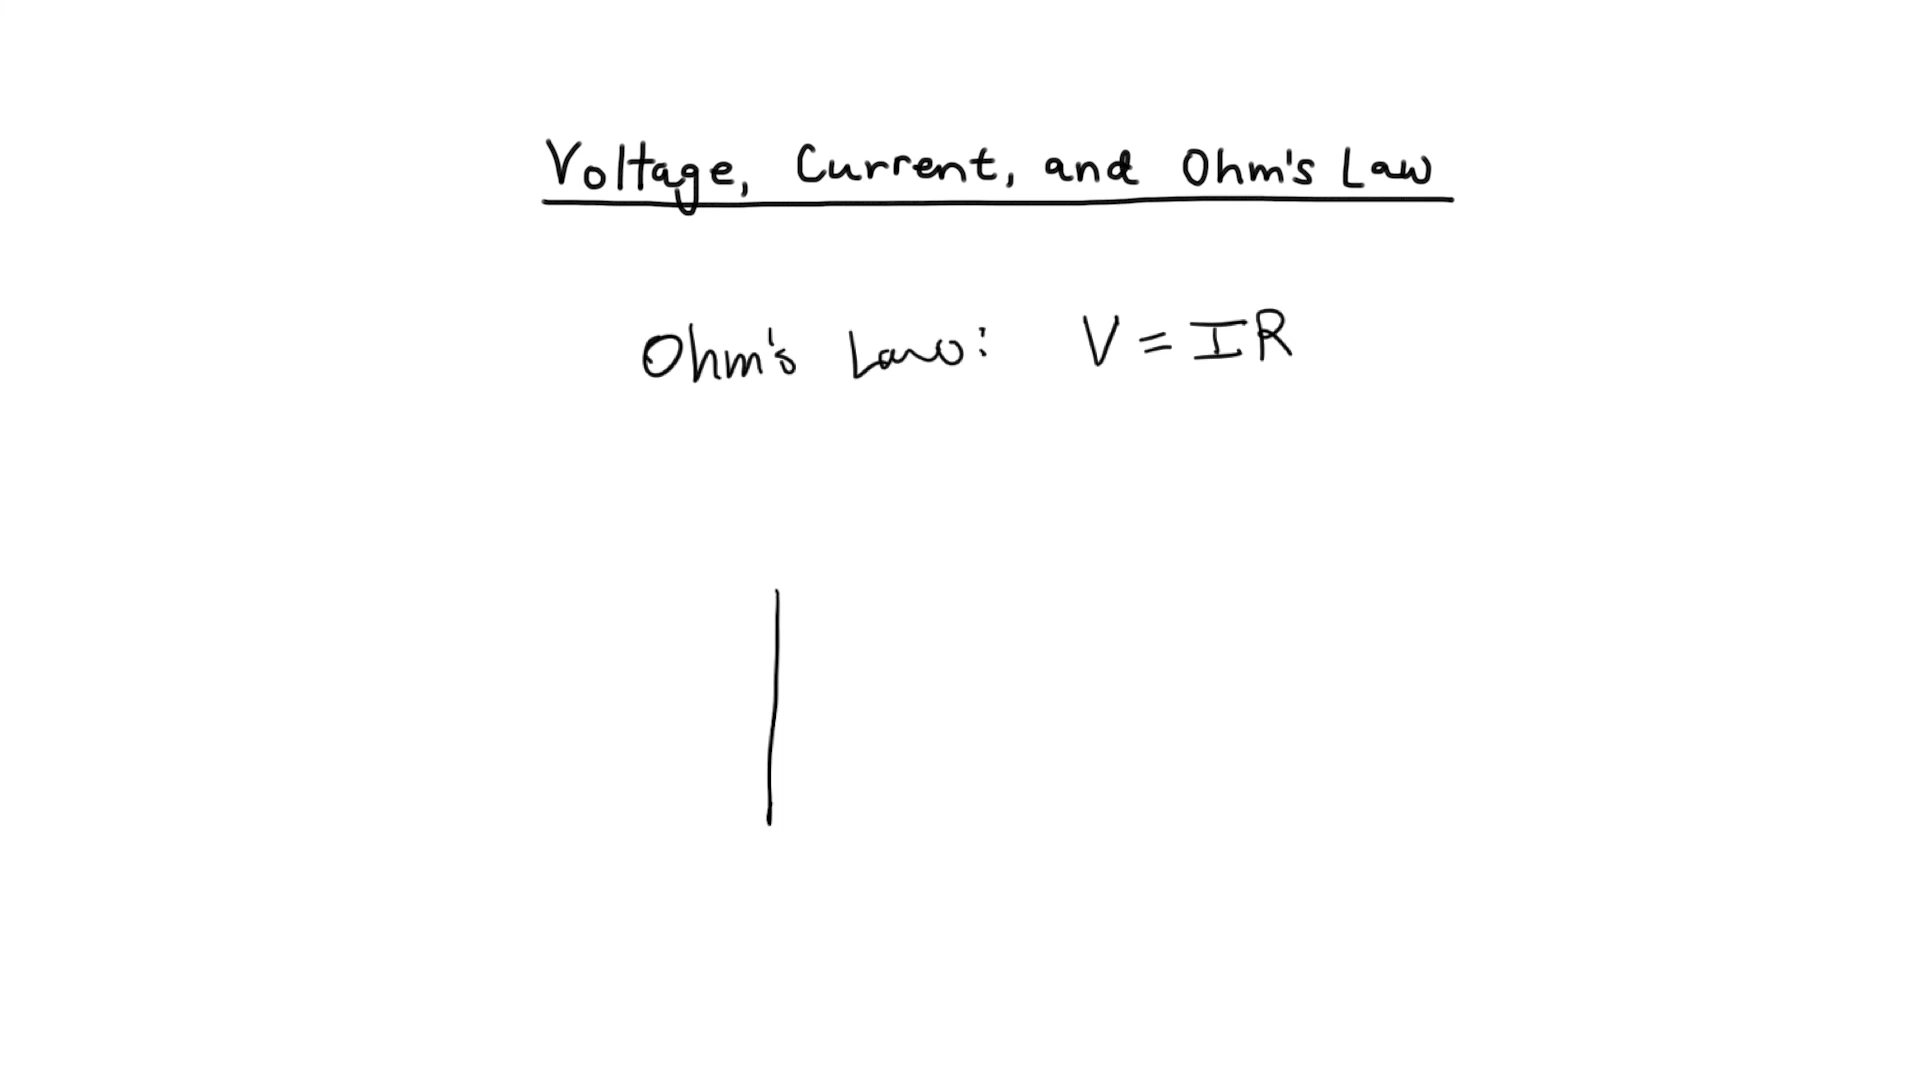 Voltage, Current, and Ohm's Law
Ohm's Law: V = IR